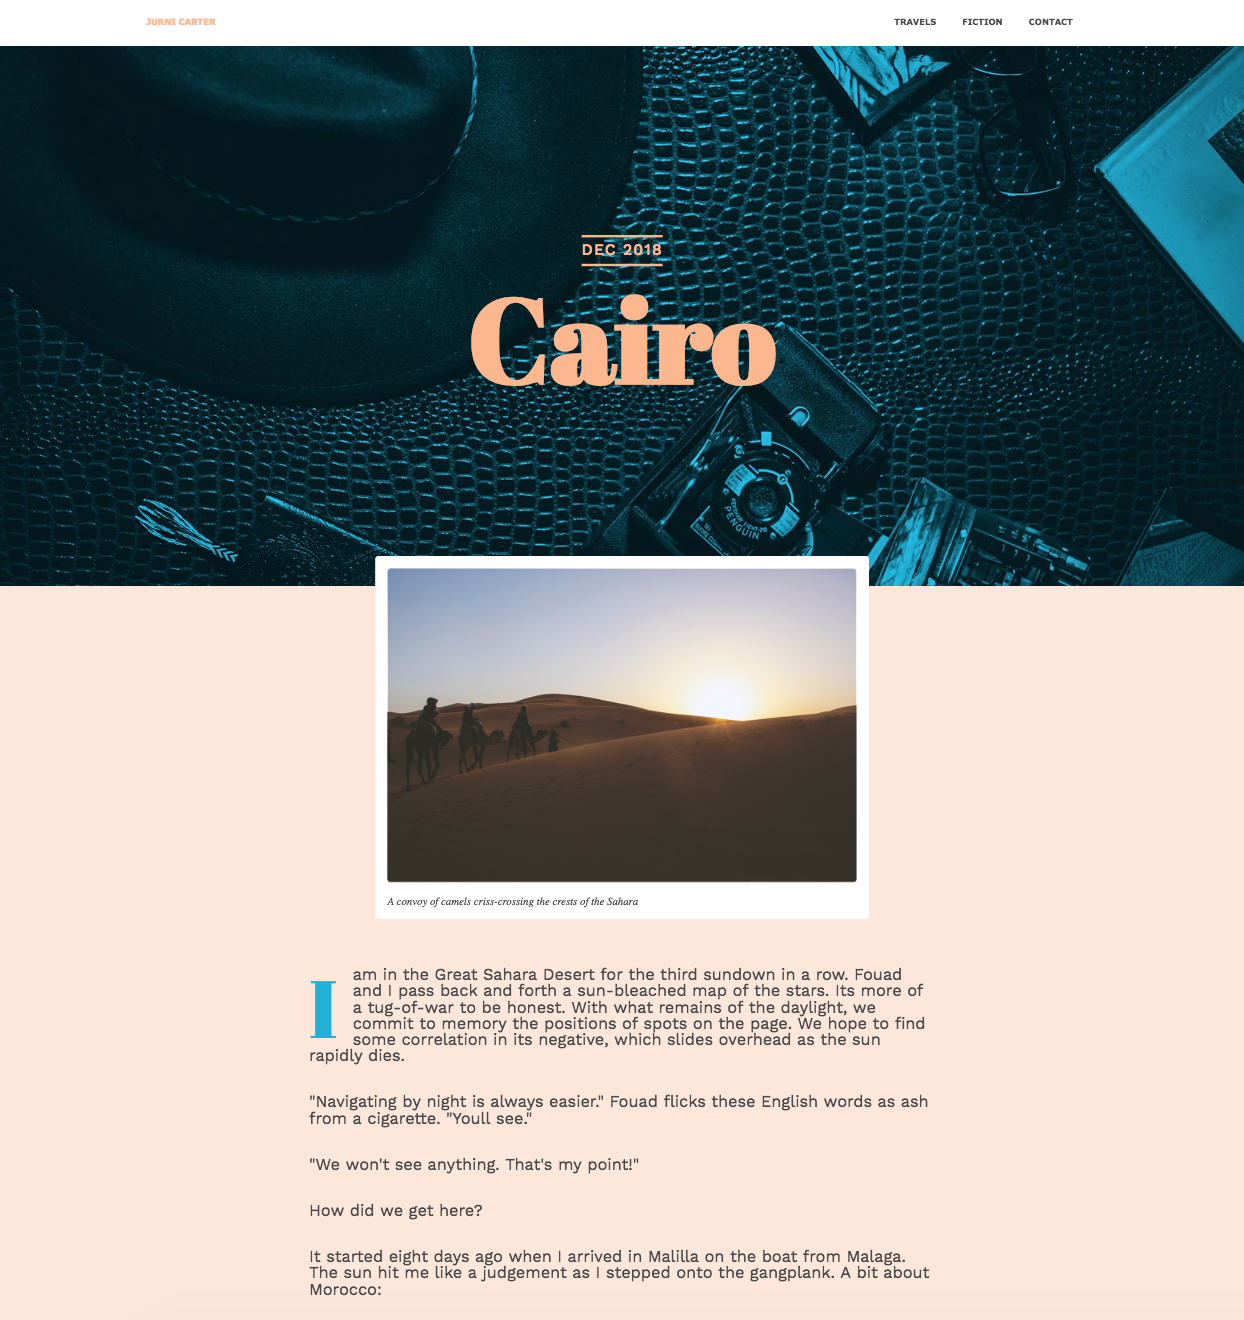 JURNI CARTER
TRAVELS FICTION CONTACT
DEC 2018
Cairo
PENGUIN
A convoy of camels criss-crossing the crests of the Sahara
I am in the Great Sahara Desert for the third sundown in a row. Fouad
and I pass back and forth a sun-bleached map of the stars. Its more of
a tug-of-war to be honest. With what remains of the daylight, we
commit to memory the positions of spots on the page. We hope to find
some correlation in its negative, which slides overhead as the sun
rapidly dies.
"Navigating by night is always easier." Fouad flicks these English words as ash
from a cigarette. "Youll see."
"We won't see anything. That's my point!"
How did we get here?
It started eight days ago when I arrived in Malilla on the boat from Malaga.
The sun hit me like a judgement as I stepped onto the gangplank. A bit about
Morocco: